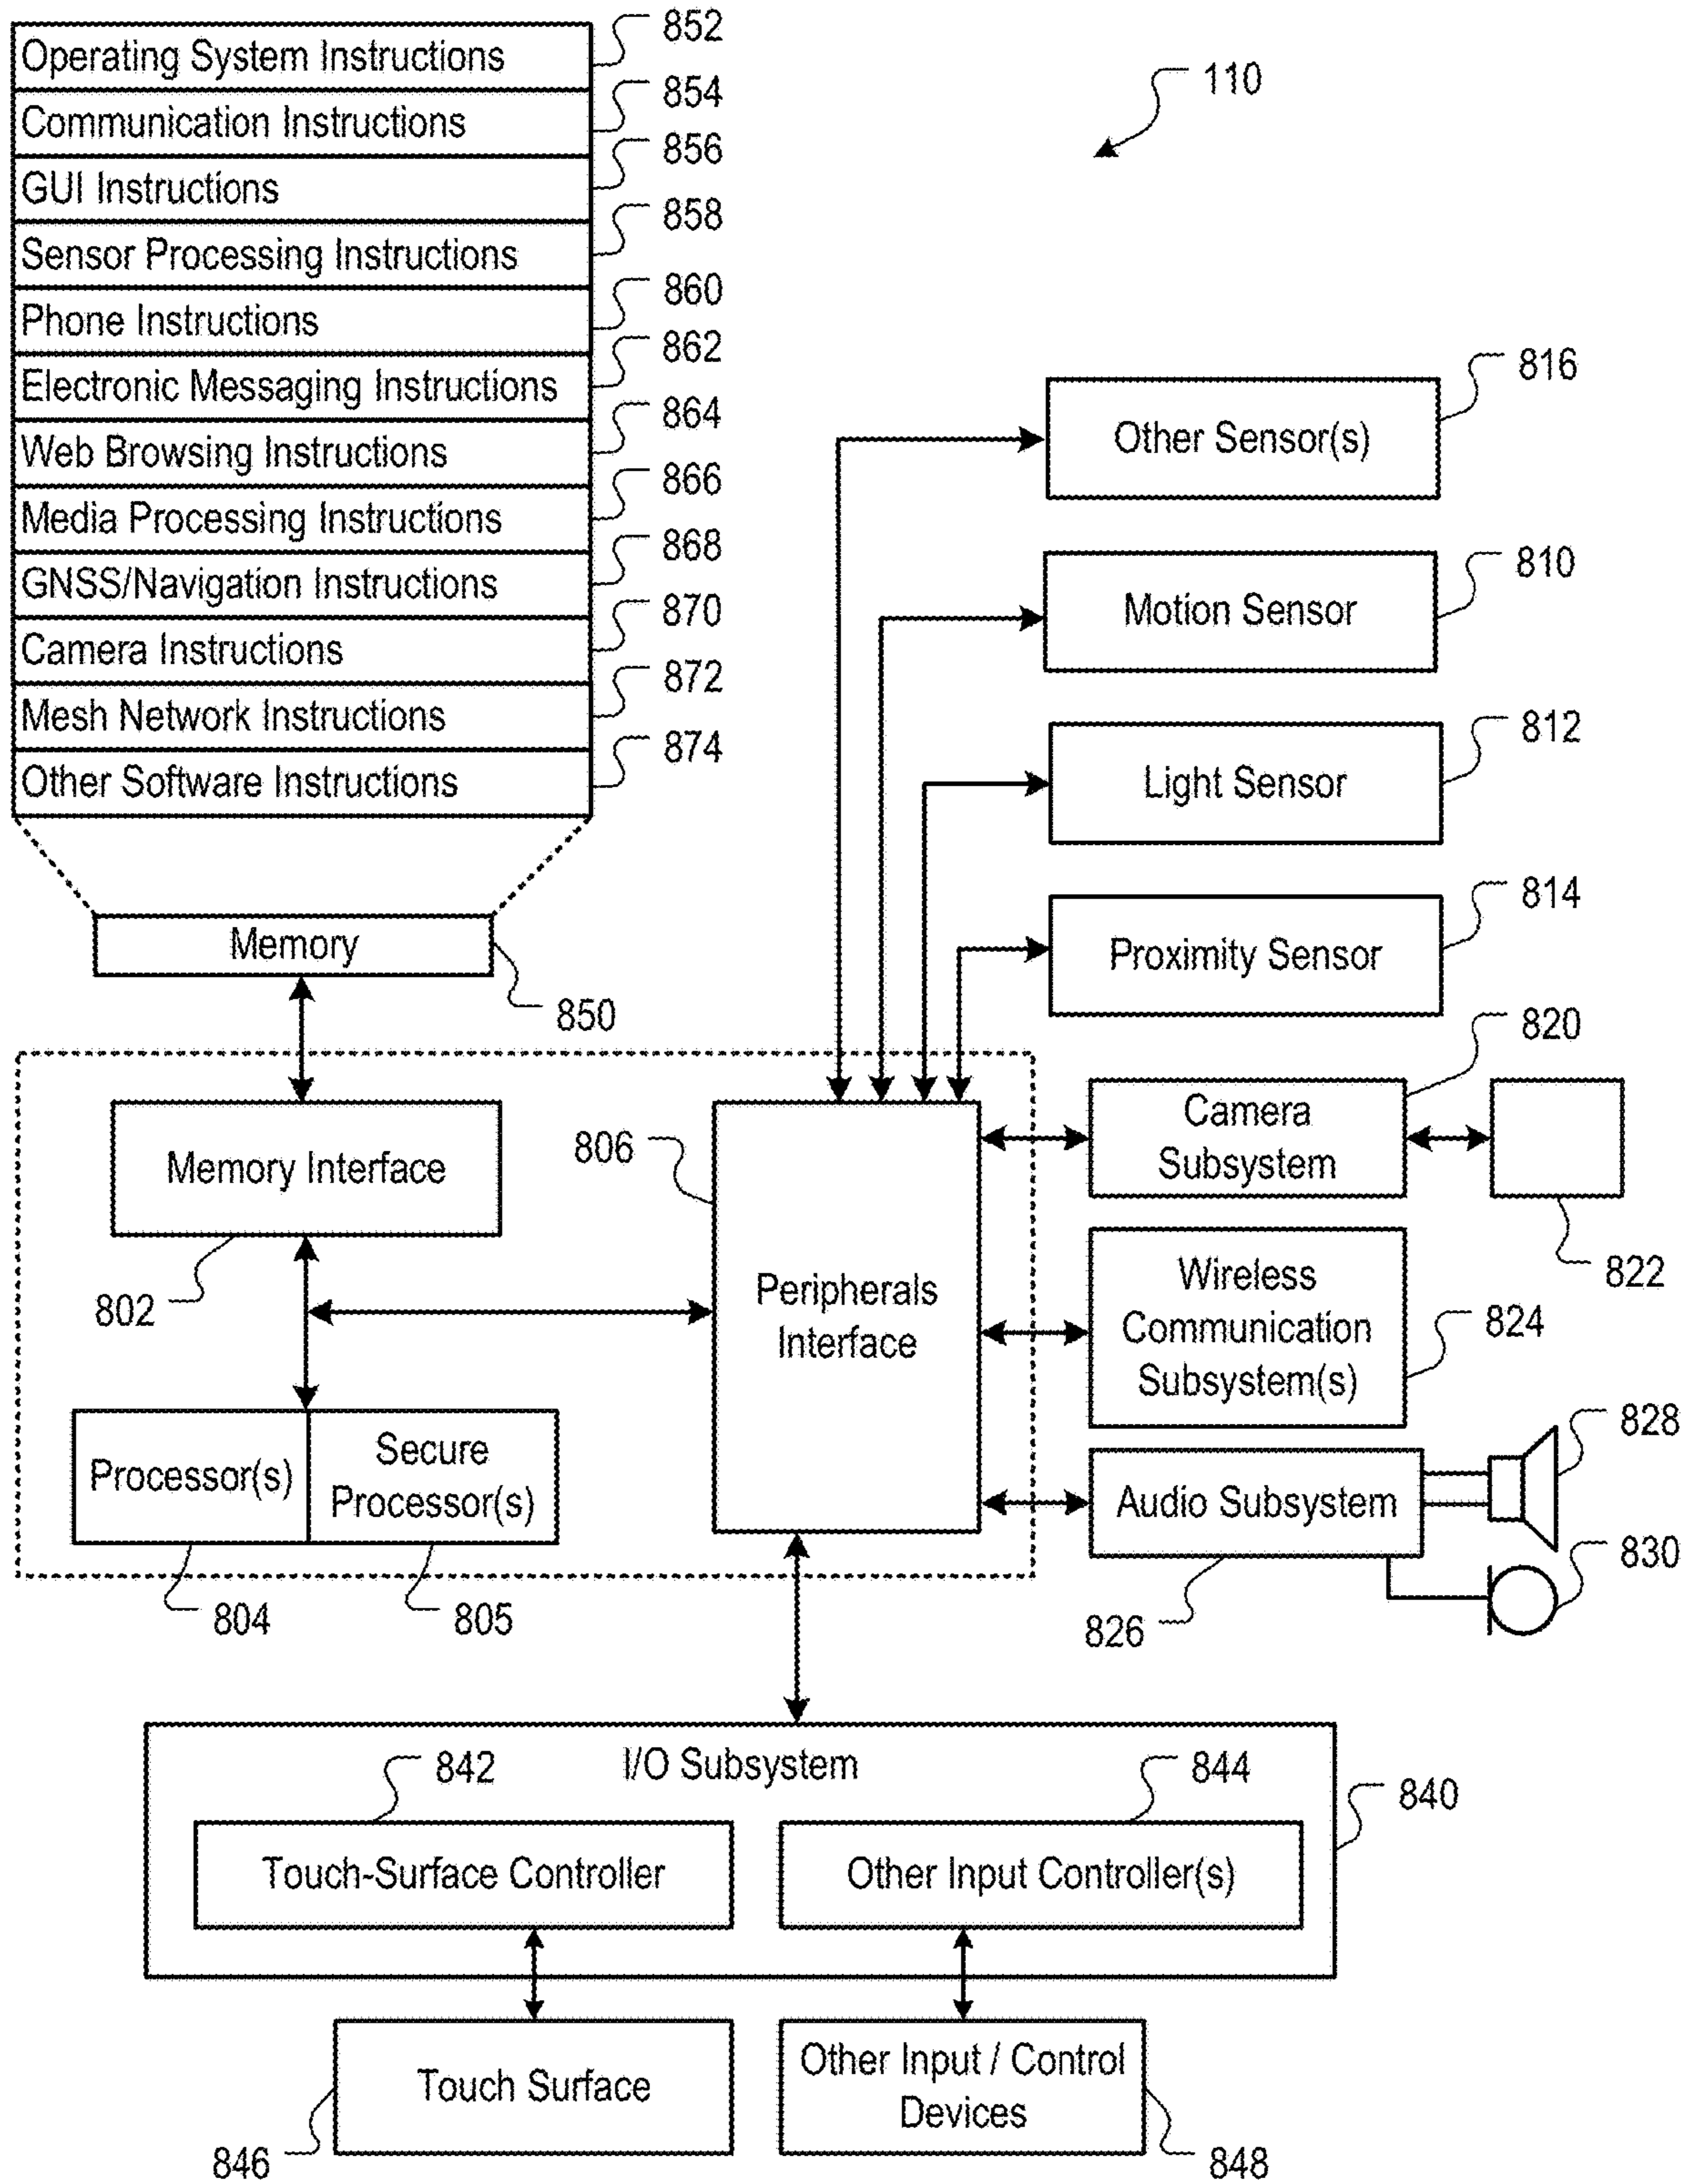 852
Operating System Instructions
854
Communication Instructions
856
GUI Instructions
858
Sensor Processing Instructions
860
Phone Instructions
862
Electronic Messaging Instructions
864
Web Browsing Instructions
866
Media Processing Instructions
868
GNSS/Navigation Instructions
870
Camera Instructions
872
Mesh Network Instructions
874
Other Software Instructions
Memory
850
110
816
Other Sensor(s)
810
Motion Sensor
812
Light Sensor
814
Proximity Sensor
820
Camera
Subsystem
822
806
Memory Interface
802
Peripherals
Interface
Wireless
Communication
Subsystem(s)
824
828
Processor(s)
Secure
Processor(s)
Audio Subsystem
830
804
805
826
842
I/O Subsystem
844
840
Touch-Surface Controller
Other Input Controller(s)
Touch Surface
Other Input / Control
Devices
846
848